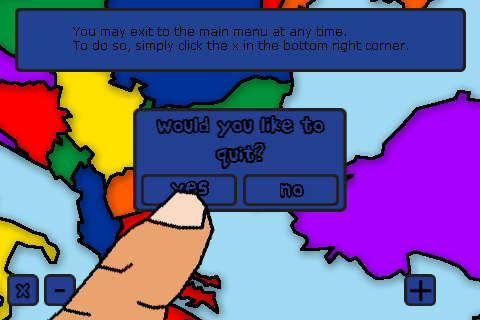 You may exit to the main menu at any time.
To do so, simply click the x in the bottom right corner.
would you like to
quit?
yes no
x - +